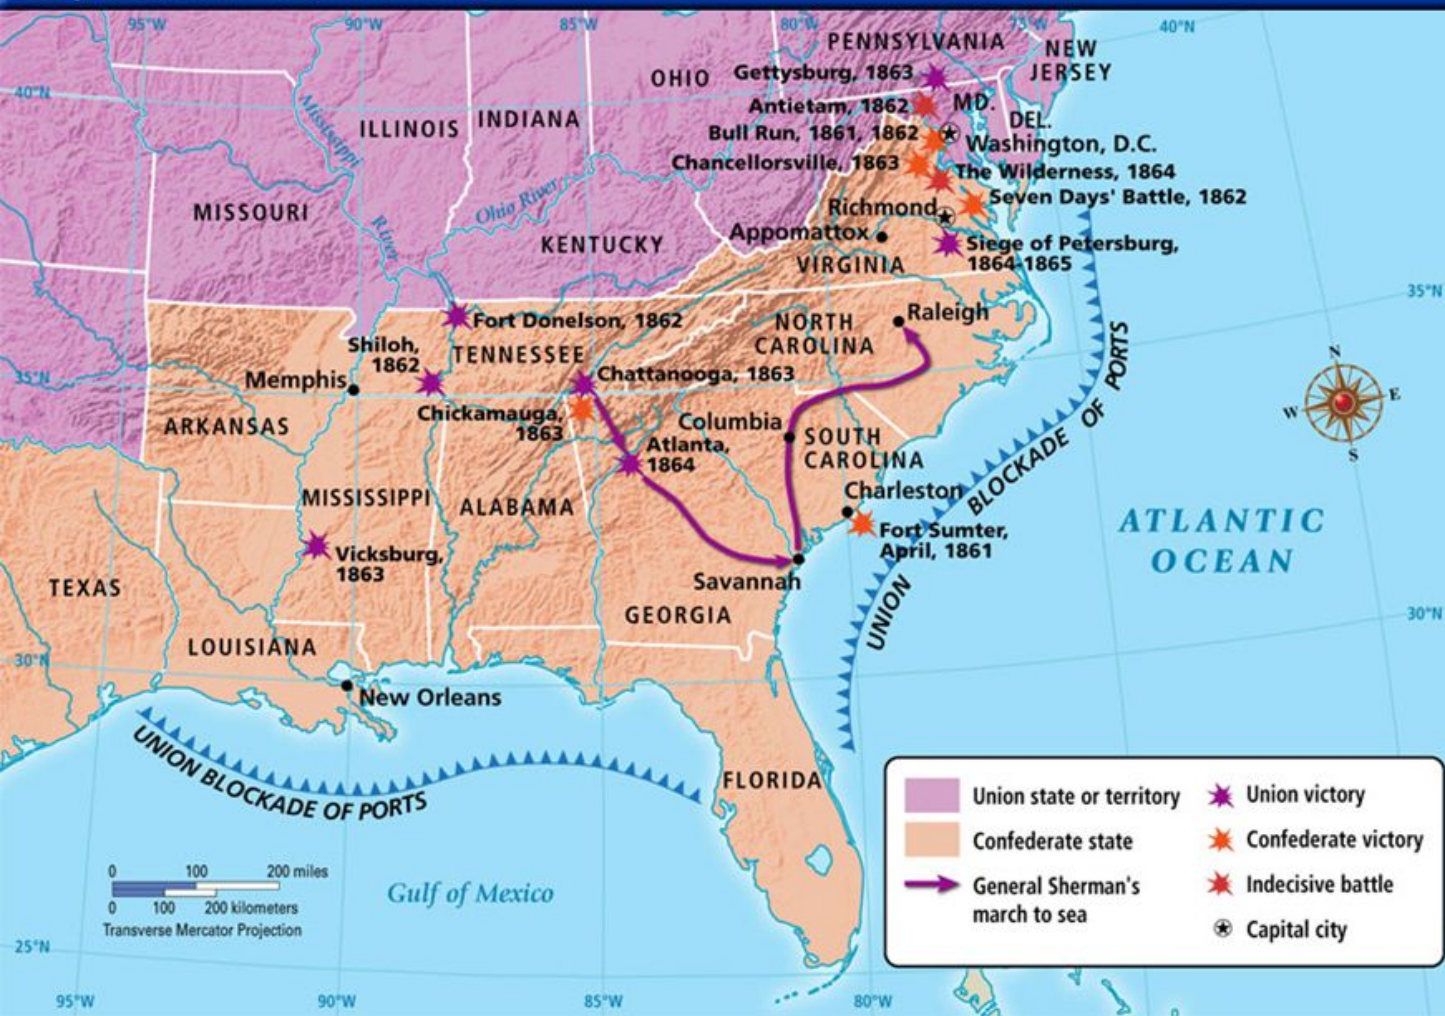 95°W
90°W
85°W
80°W
75°W
40°N
PENNSYLVANIA
NEW
JERSEY
OHIO
Gettysburg, 1863
40°N
Antietam, 1862
MD.
ILLINOIS
INDIANA
DEL.
Mississippi
River
Bull Run, 1861, 1862
Washington, D.C.
Chancellorsville, 1863
The Wilderness, 1864
Ohio River
Seven Days' Battle, 1862
MISSOURI
Richmond
Appomattox
KENTUCKY
Siege of Petersburg,
1864-1865
VIRGINIA
35°N
Raleigh
Fort Donelson, 1862
NORTH
CAROLINA
Shiloh,
1862
TENNESSEE
35°N
Memphis
Chattanooga, 1863
N
W
E
S
Chickamauga,
1863
ARKANSAS
Columbia
SOUTH
CAROLINA
Atlanta,
1864
MISSISSIPPI
ALABAMA
Charleston
UNION BLOCKADE OF PORTS
ATLANTIC
OCEAN
Fort Sumter,
April, 1861
Vicksburg,
1863
TEXAS
Savannah
GEORGIA
30°N
LOUISIANA
30°N
New Orleans
UNION BLOCKADE OF PORTS
FLORIDA
Union state or territory
Confederate state
General Sherman's
march to sea
Union victory
Confederate victory
Indecisive battle
Capital city
0 100 200 miles
0 100 200 kilometers
Transverse Mercator Projection
Gulf of Mexico
25°N
95°W
90°W
85°W
80°W